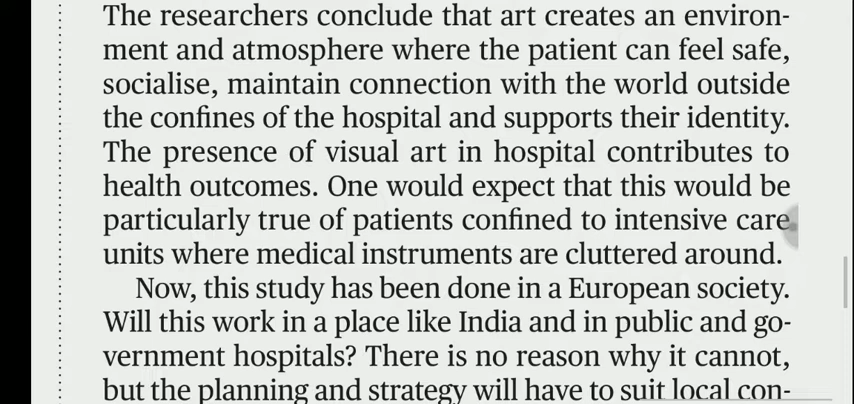 The researchers conclude that art creates an environ-
ment and atmosphere where the patient can feel safe,
socialise, maintain connection with the world outside
the confines of the hospital and supports their identity.
The presence of visual art in hospital contributes to
health outcomes. One would expect that this would be
particularly true of patients confined to intensive care
units where medical instruments are cluttered around.
Now, this study has been done in a European society.
Will this work in a place like India and in public and go-
vernment hospitals? There is no reason why it cannot,
but the planning and strategy will have to suit local con-